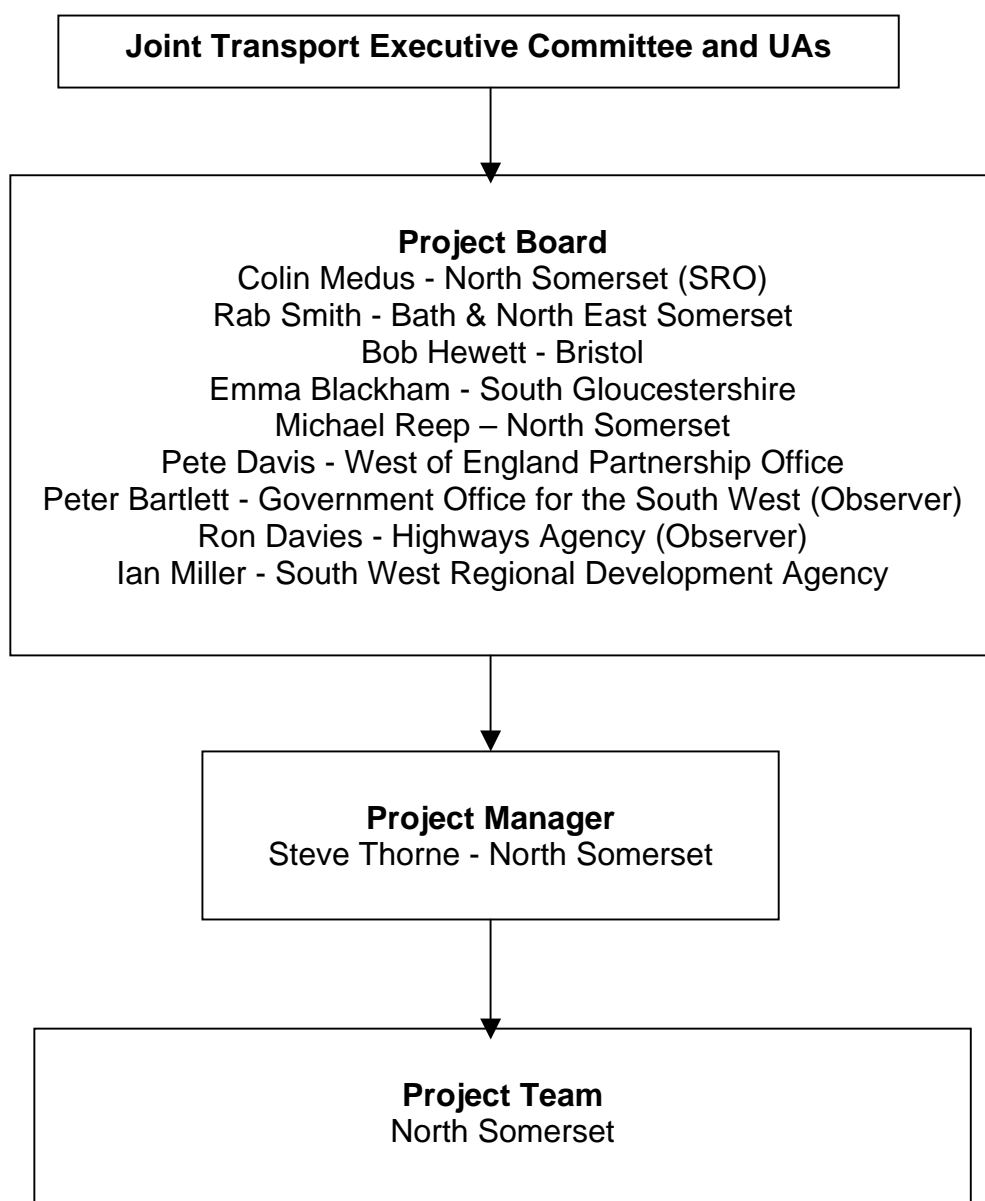 Joint Transport Executive Committee and UAs
Project Board
Colin Medus - North Somerset (SRO)
Rab Smith - Bath & North East Somerset
Bob Hewett - Bristol
Emma Blackham - South Gloucestershire
Michael Reep – North Somerset
Pete Davis - West of England Partnership Office
Peter Bartlett - Government Office for the South West (Observer)
Ron Davies - Highways Agency (Observer)
Ian Miller - South West Regional Development Agency
Project Manager
Steve Thorne - North Somerset
Project Team
North Somerset